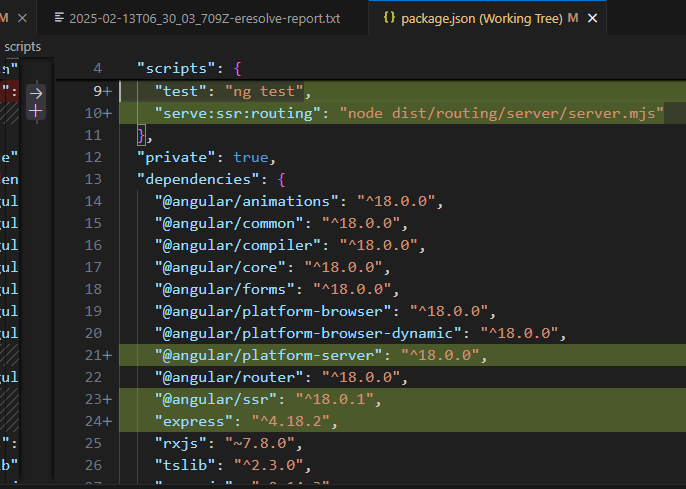 M 2025-02-13T06_30_03_709Z-eresolve-report.txt {} package.json (Working Tree) M
scripts
4 "scripts": {
": 9+ "test": "ng test",
10+ "serve:ssr:routing": "node dist/routing/server/server.mjs"
11 },
e" 12 "private": true,
en 13 "dependencies": {
gul 14 "@angular/animations": "^18.0.0",
gul 15 "@angular/common": "^18.0.0",
gul 16 "@angular/compiler": "^18.0.0",
gul 17 "@angular/core": "^18.0.0",
gul 18 "@angular/forms": "^18.0.0",
gul 19 "@angular/platform-browser": "^18.0.0",
gul 20 "@angular/platform-browser-dynamic": "^18.0.0",
21+ "@angular/platform-server": "^18.0.0",
gul 22 "@angular/router": "^18.0.0",
23+ "@angular/ssr": "^18.0.1",
24+ "express": "^4.18.2",
": 25 "rxjs": "~7.8.0",
ib" 26 "tslib": "^2.3.0",